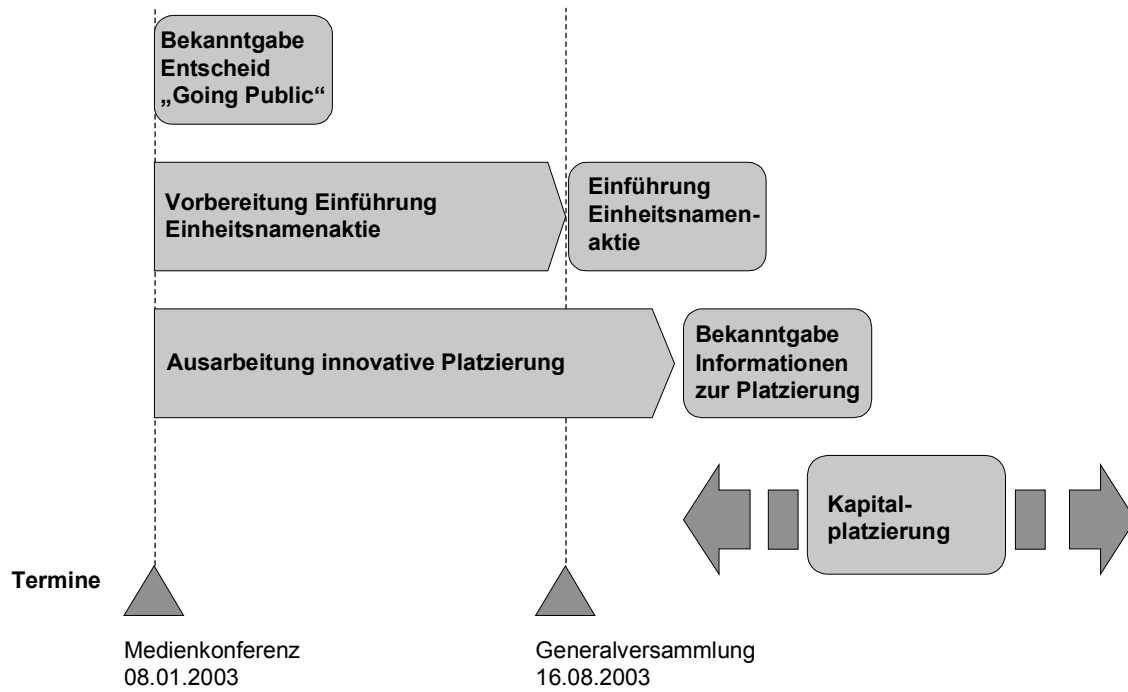 Bekanntgabe
Entscheid
„Going Public“
Vorbereitung Einführung
Einheitsnamenaktie
Einführung
Einheitsnamen-
aktie
Ausarbeitung innovative Platzierung
Bekanntgabe
Informationen
zur Platzierung
Kapital-
platzierung
Termine
Medienkonferenz
08.01.2003
Generalversammlung
16.08.2003